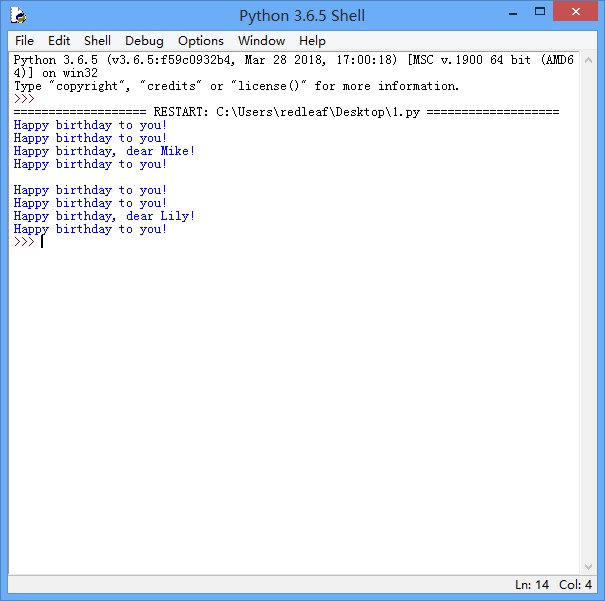 Python 3.6.5 Shell
File Edit Shell Debug Options Window Help
Python 3.6.5 (v3.6.5:f59c0932b4, Mar 28 2018, 17:00:18) [MSC v.1900 64 bit (AMD6
4)] on win32
Type "copyright", "credits" or "license()" for more information.
>>>
=================== RESTART: C:\Users\redleaf\Desktop\1.py ===================
Happy birthday to you!
Happy birthday to you!
Happy birthday, dear Mike!
Happy birthday to you!

Happy birthday to you!
Happy birthday to you!
Happy birthday, dear Lily!
Happy birthday to you!
>>>
Ln: 14 Col: 4